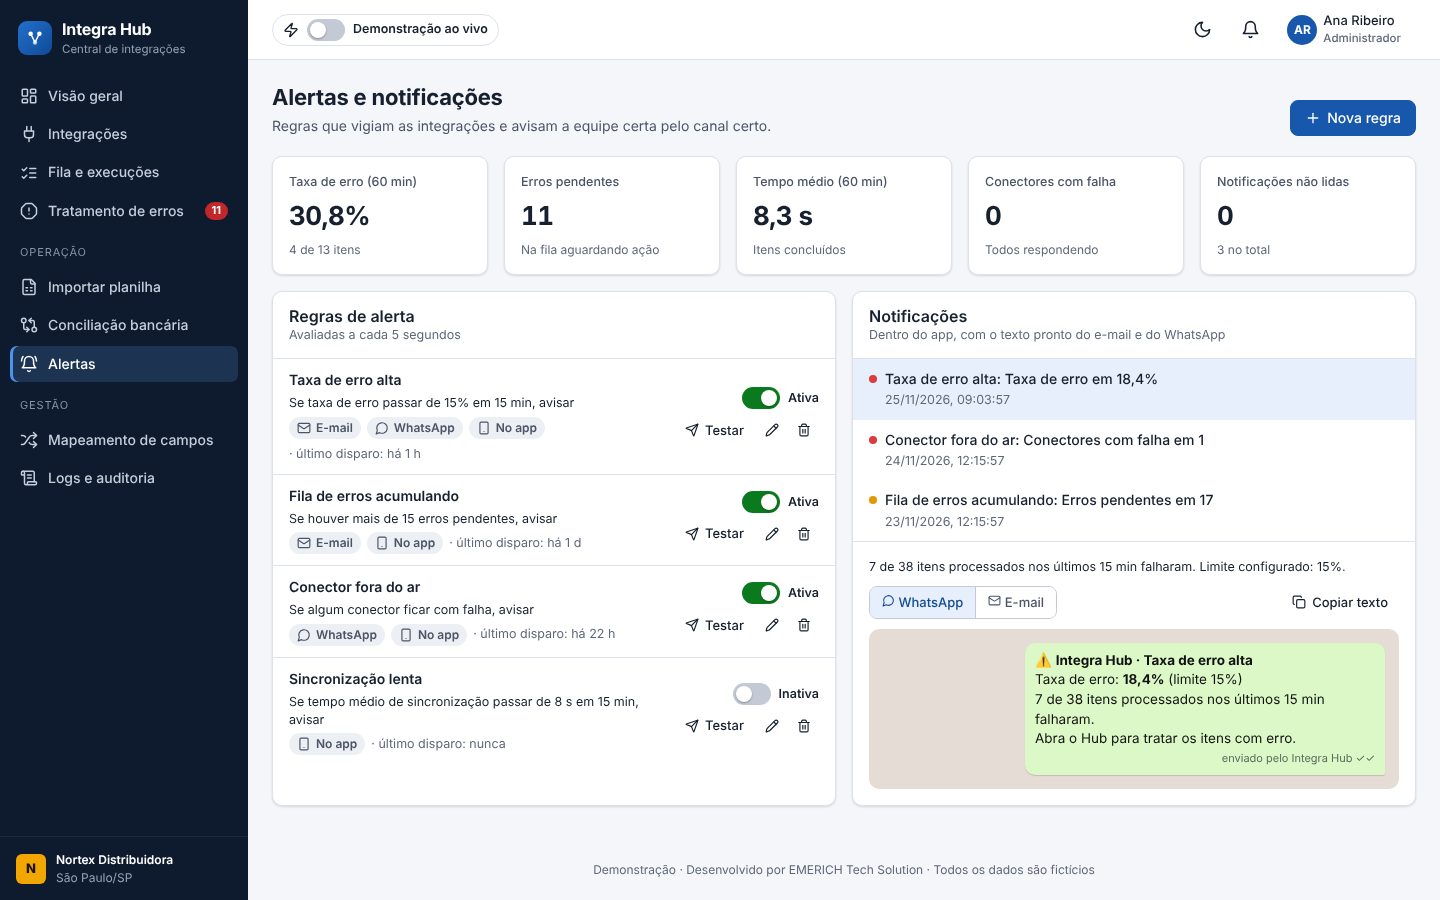 Integra Hub
Central de integrações
Visão geral
Integrações
Fila e execuções
Tratamento de erros 11
OPERAÇÃO
Importar planilha
Conciliação bancária
Alertas
GESTÃO
Mapeamento de campos
Logs e auditoria
N
Nortex Distribuidora
São Paulo/SP
Demonstração ao vivo
AR
Ana Ribeiro
Administrador
Alertas e notificações
Regras que vigiam as integrações e avisam a equipe certa pelo canal certo.
Nova regra
Taxa de erro (60 min)
30,8%
4 de 13 itens
Erros pendentes
11
Na fila aguardando ação
Tempo médio (60 min)
8,3 s
Itens concluídos
Conectores com falha
0
Todos respondendo
Notificações não lidas
0
3 no total
Regras de alerta
Avaliadas a cada 5 segundos
Taxa de erro alta
Se taxa de erro passar de 15% em 15 min, avisar
E-mail WhatsApp No app
· último disparo: há 1 h
Ativa
Testar
Fila de erros acumulando
Se houver mais de 15 erros pendentes, avisar
E-mail No app · último disparo: há 1 d
Ativa
Testar
Conector fora do ar
Se algum conector ficar com falha, avisar
WhatsApp No app · último disparo: há 22 h
Ativa
Testar
Sincronização lenta
Se tempo médio de sincronização passar de 8 s em 15 min,
avisar
No app · último disparo: nunca
Inativa
Testar
Notificações
Dentro do app, com o texto pronto do e-mail e do WhatsApp
Taxa de erro alta: Taxa de erro em 18,4%
25/11/2026, 09:03:57
Conector fora do ar: Conectores com falha em 1
24/11/2026, 12:15:57
Fila de erros acumulando: Erros pendentes em 17
23/11/2026, 12:15:57
7 de 38 itens processados nos últimos 15 min falharam. Limite configurado: 15%.
WhatsApp E-mail
Copiar texto
⚠️ Integra Hub · Taxa de erro alta
Taxa de erro: 18,4% (limite 15%)
7 de 38 itens processados nos últimos 15 min
falharam.
Abra o Hub para tratar os itens com erro.
enviado pelo Integra Hub ✓✓
Demonstração · Desenvolvido por EMERICH Tech Solution · Todos os dados são fictícios